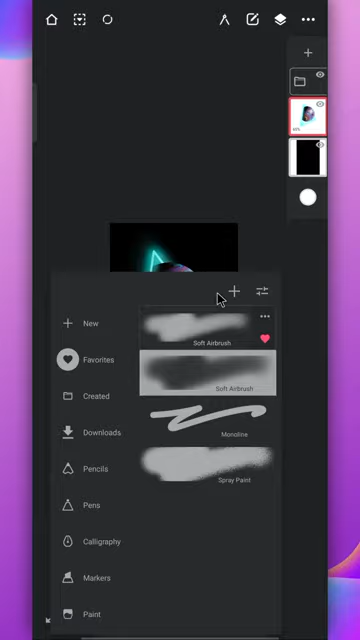 New
Favorites
Created
Downloads
Pencils
Pens
Calligraphy
Markers
Paint
Soft Airbrush
Soft Airbrush
Monoline
Spray Paint